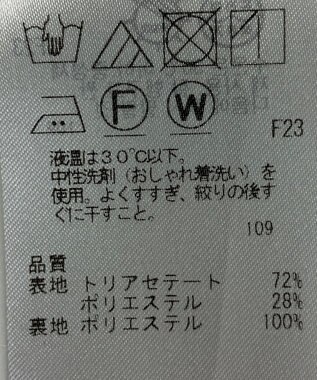 F W
F23
液温は30℃以下。
中性洗剤（おしゃれ着洗い）を
使用。よくすすぎ、絞りの後す
ぐに干すこと。
109
品質
表地 トリアセテート 72%
ポリエステル 28%
裏地 ポリエステル 100%